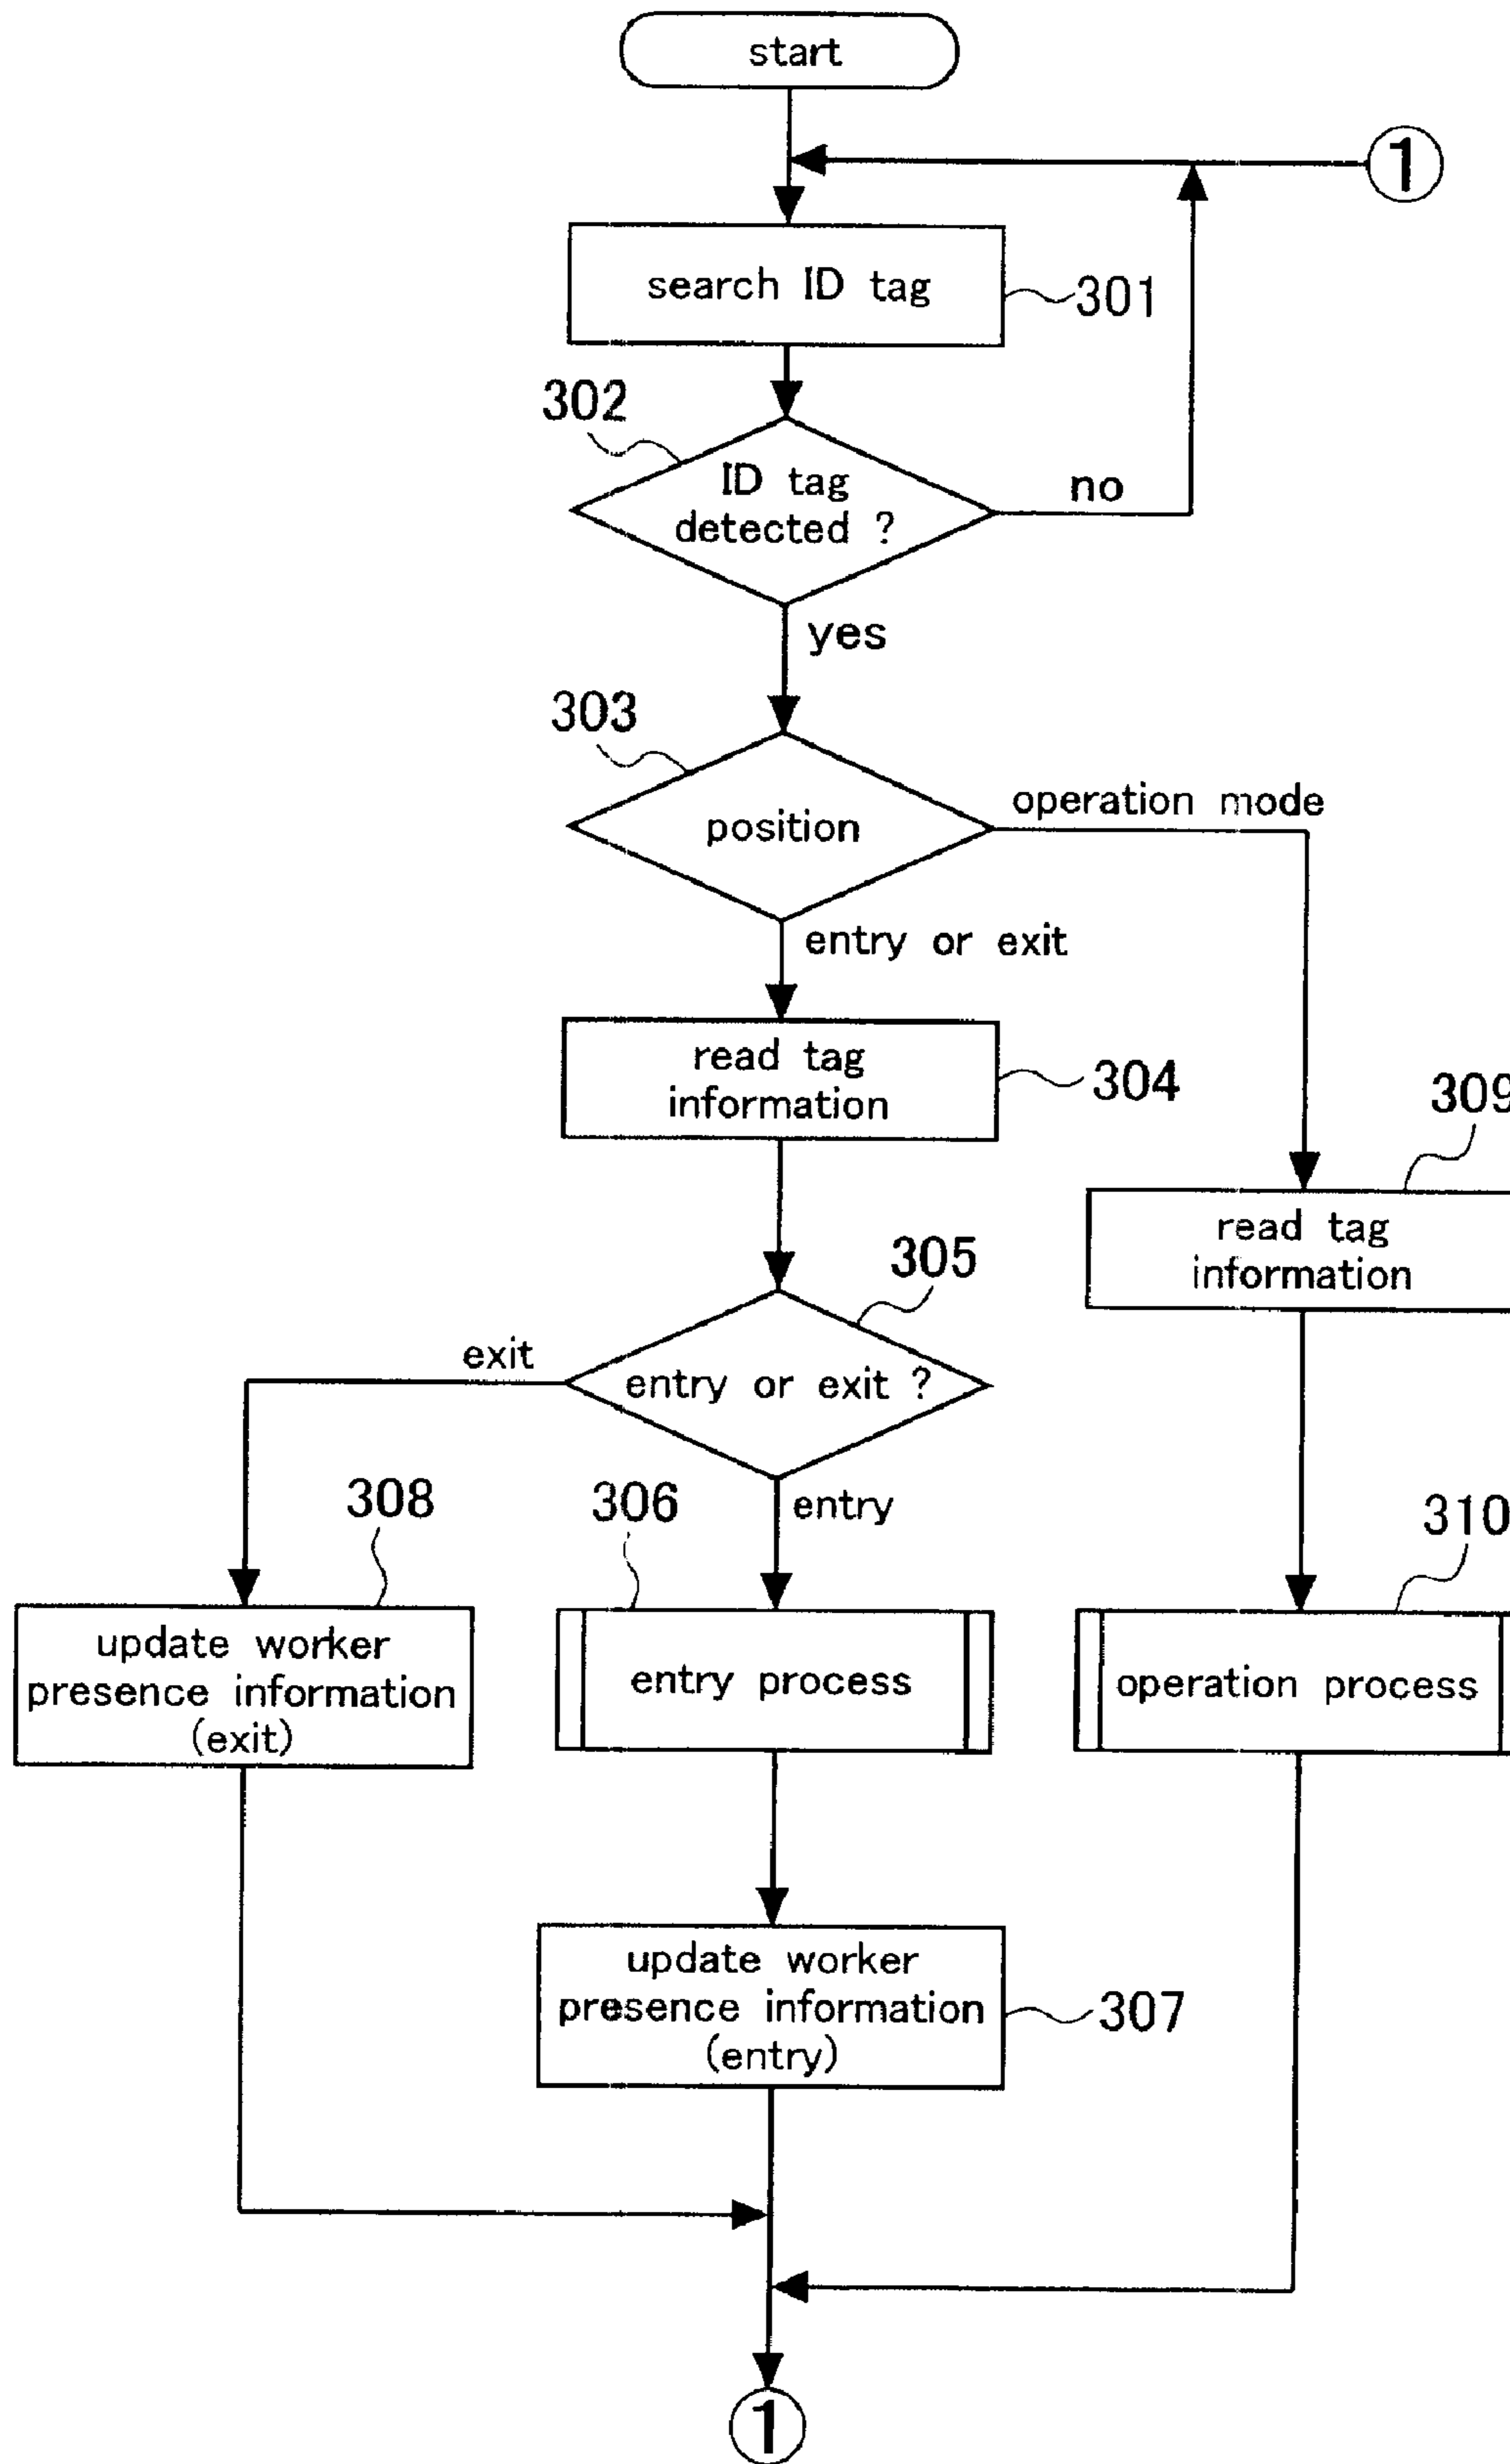 start
1
search ID tag
301
302
ID tag
detected ?
no
yes
303
position
operation mode
entry or exit
read tag
information
304
309
read tag
information
305
exit
entry or exit ?
entry
308
306
310
update worker
presence information
(exit)
entry process
operation process
update worker
presence information
(entry)
307
1